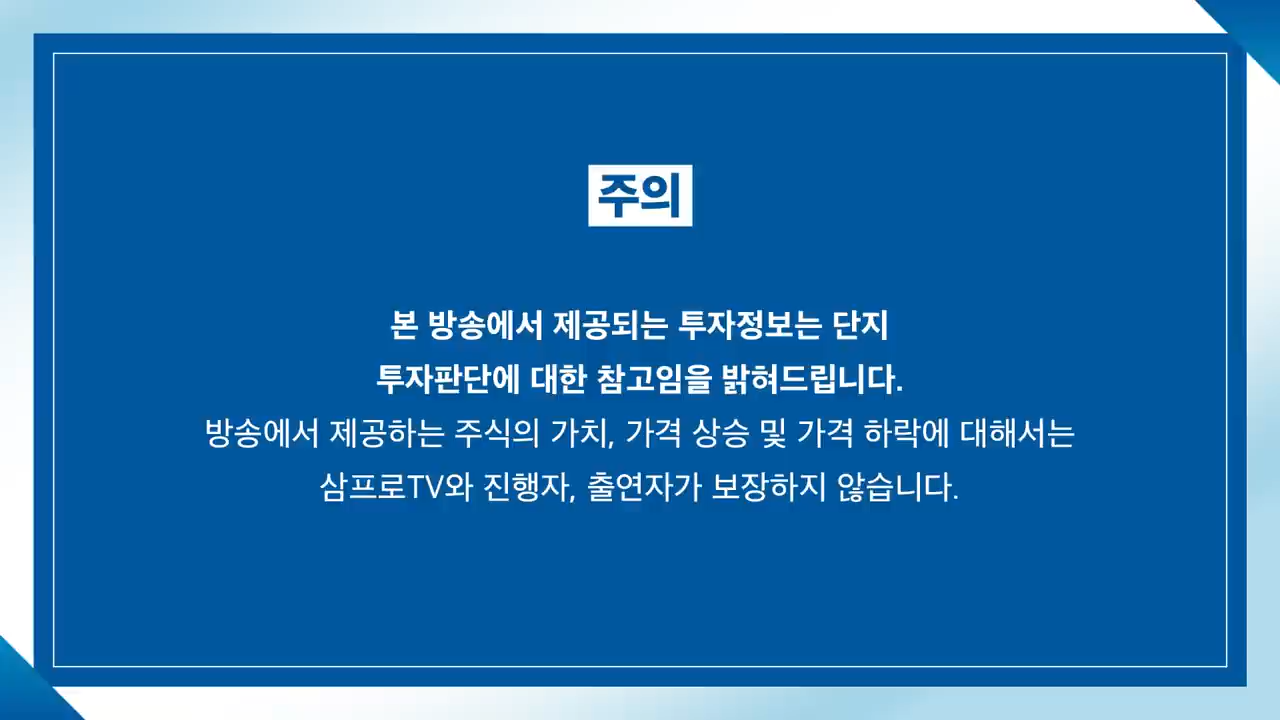 주의
본 방송에서 제공되는 투자정보는 단지
투자판단에 대한 참고임을 밝혀드립니다.
방송에서 제공하는 주식의 가치, 가격 상승 및 가격 하락에 대해서는
삼프로TV와 진행자, 출연자가 보장하지 않습니다.